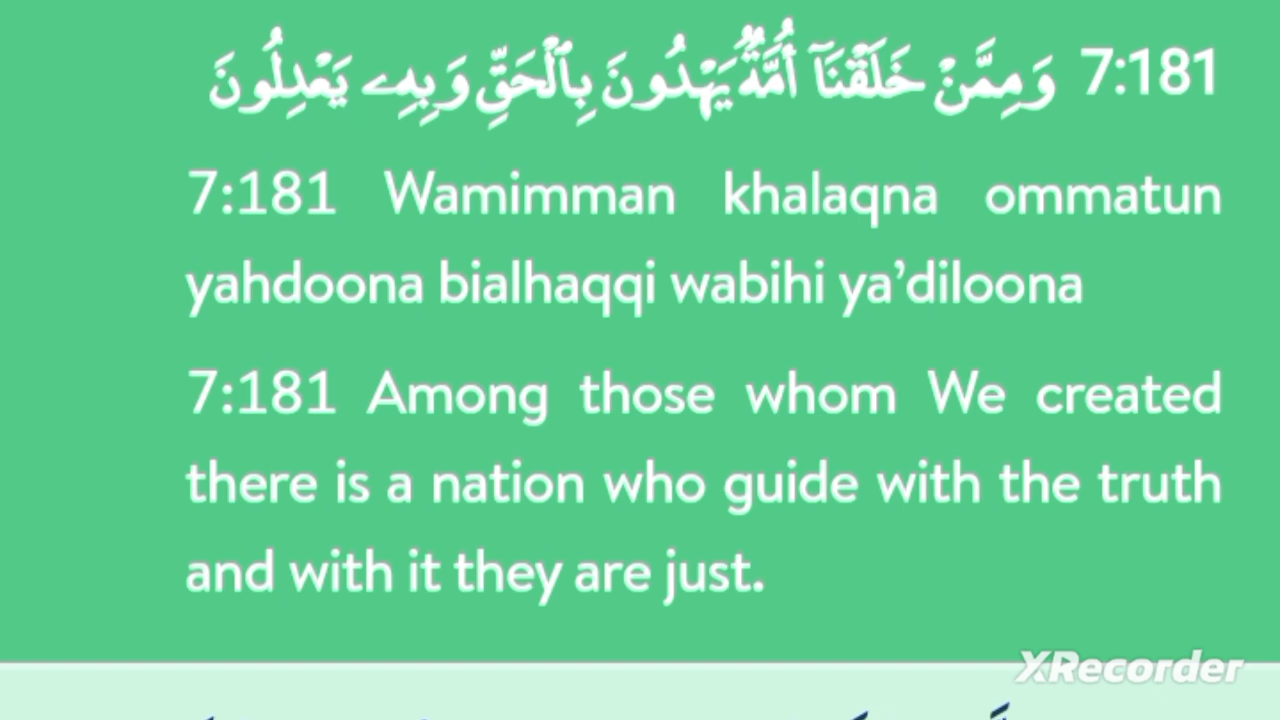 7:181 وَمِمَّنْ خَلَقْنَآ أُمَّةٌ يَهْدُونَ بِٱلْحَقِّ وَبِهِۦ يَعْدِلُونَ
7:181 Wamimman khalaqna ommatun
yahdoona bialhaqqi wabihi ya’diloona
7:181 Among those whom We created
there is a nation who guide with the truth
and with it they are just.
XRecorder